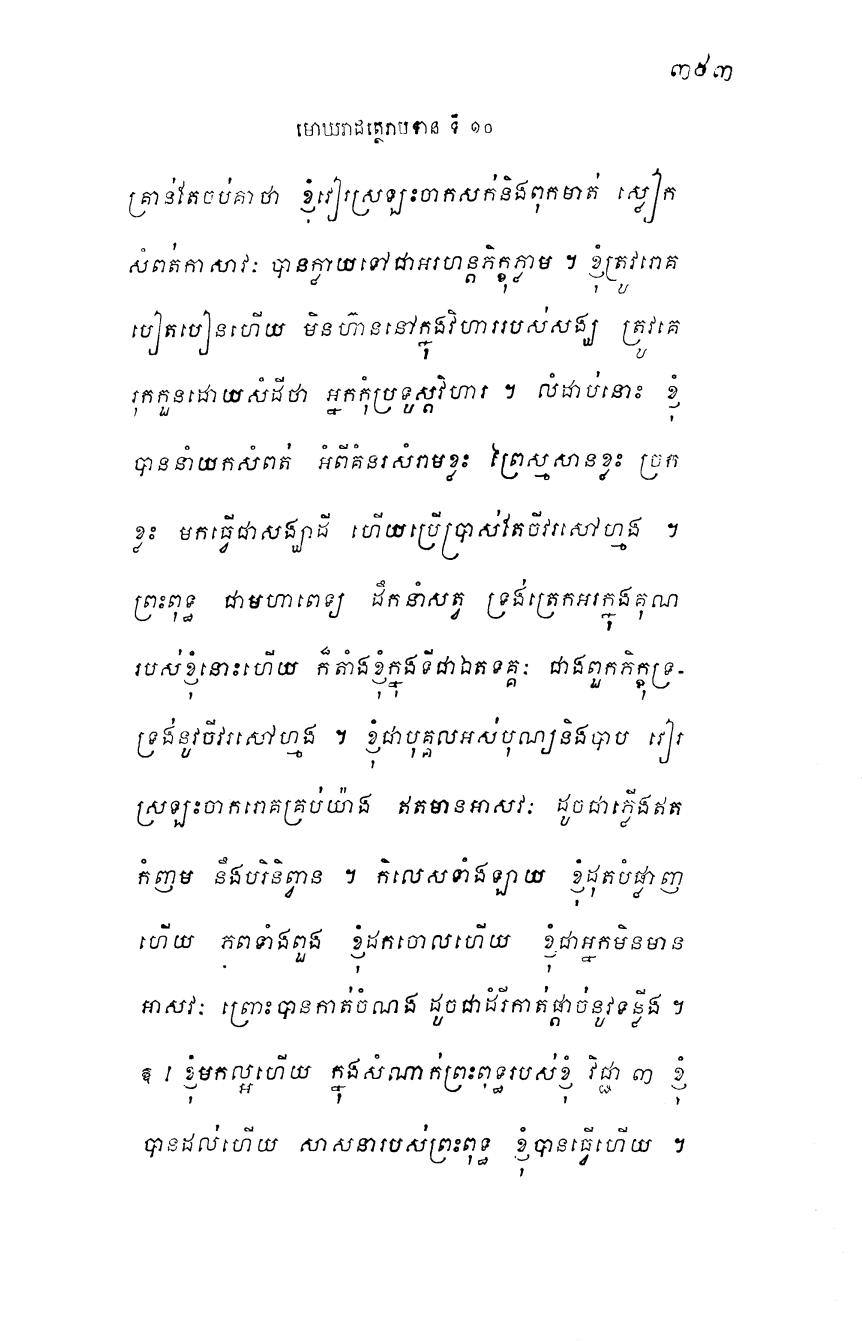 ៣៩៣
មោឃរាជត្ថេរាបទាន ទី ១០
គ្រាន់តែចប់គាថា ខ្ញុំវៀរស្រឡះចាកសក់និងពុកមាត់ ស្លៀក
សំពត់កាសាវៈ បានក្លាយទៅជាអរហន្តភិក្ខុភ្លាម ។ ខ្ញុំត្រូវរោគ
បៀតបៀនហើយ មិនហ៊ាននៅក្នុងវិហាររបស់សង្ឃ ត្រូវគេ
រុកកួនដោយសំដីថា អ្នកកុំប្រទូស្តវិហារ ។ លំដាប់នោះ ខ្ញុំ
បាននាំយកសំពត់ អំពីគំនរសំរាមខ្លះ ព្រៃស្មសានខ្លះ ច្រក
ខ្លះ មកធ្វើជាសង្ឃាដី ហើយប្រើប្រាស់តែចីវរសៅហ្មង ។
ព្រះពុទ្ធ ជាមហាពេទ្យ ដឹកនាំសត្វ ទ្រង់ត្រេកអរក្នុងគុណ
របស់ខ្ញុំនោះហើយ ក៏តាំងខ្ញុំក្នុងទីជាឯតទគ្គៈ ជាងពួកភិក្ខុទ្រ-
ទ្រង់នូវចីវរសៅហ្មង ។ ខ្ញុំជាបុគ្គលអស់បុណ្យនិងបាប វៀរ
ស្រឡះចាករោគគ្រប់យ៉ាង ឥតមានអាសវៈ ដូចជាភ្លើងឥត
កំញម នឹងបរិនិព្វាន ។ កិលេសទាំងឡាយ ខ្ញុំដុតបំផ្លាញ
ហើយ ភពទាំងពួង ខ្ញុំដកចោលហើយ ខ្ញុំជាអ្នកមិនមាន
អាសវៈ ព្រោះបានកាត់ចំណង ដូចជាដំរីកាត់ផ្តាច់នូវទន្លីង ។
ឱ ! ខ្ញុំមកល្អហើយ ក្នុងសំណាក់ព្រះពុទ្ធរបស់ខ្ញុំ វិជ្ជា ៣ ខ្ញុំ
បានដល់ហើយ សាសនារបស់ព្រះពុទ្ធ ខ្ញុំបានធ្វើហើយ ។